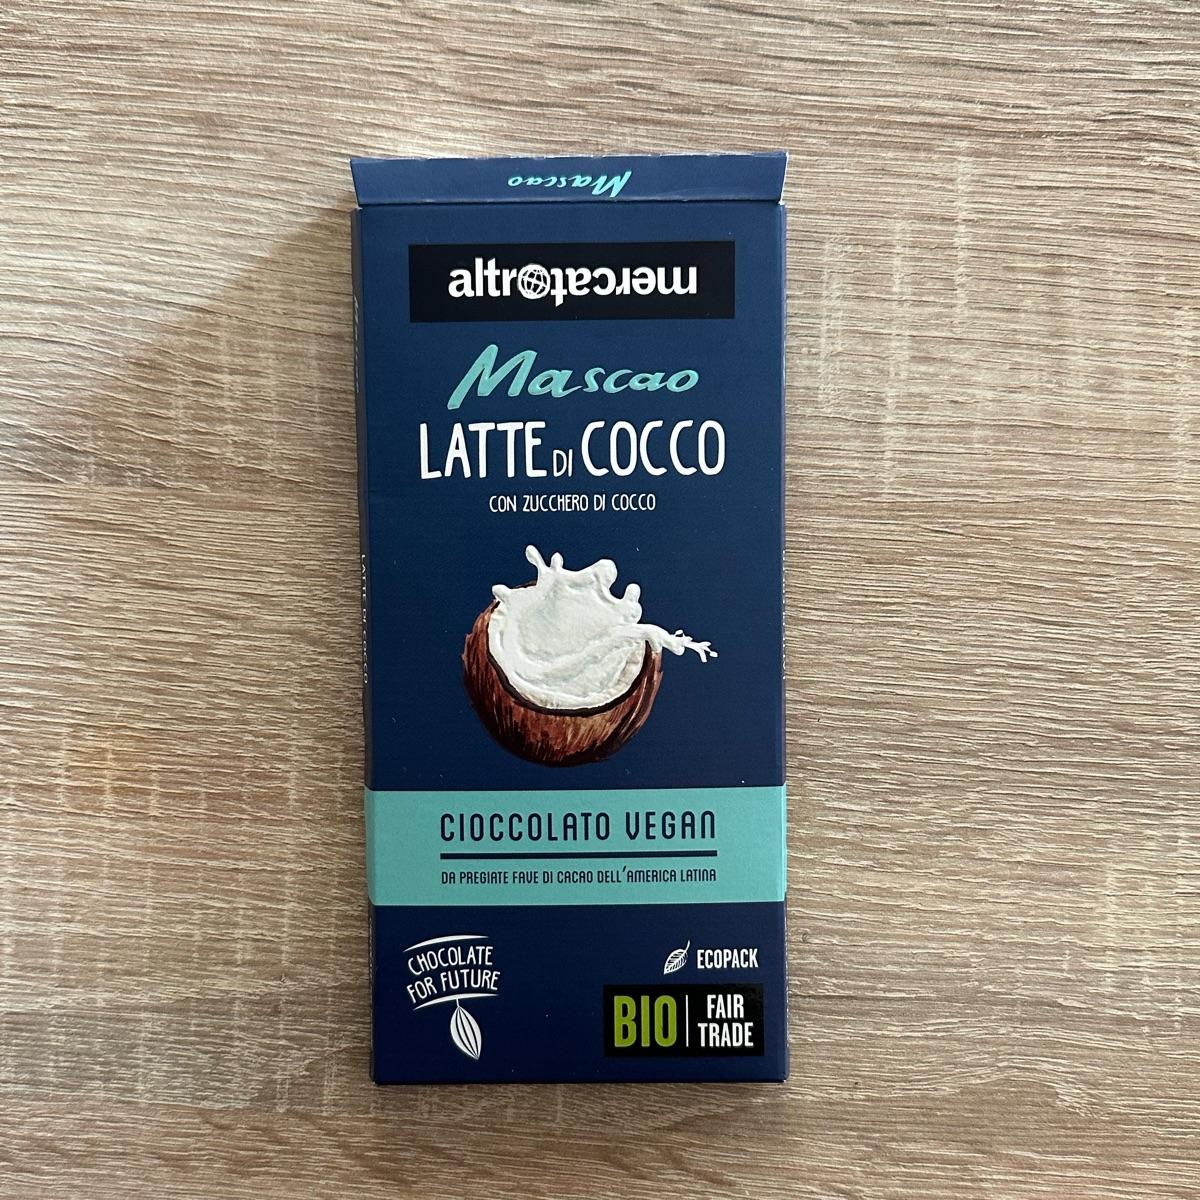 Mascao
altromercato
Mascao
LATTE DI COCCO
CON ZUCCHERO DI COCCO
CIOCCOLATO VEGAN
DA PREGIATE FAVE DI CACAO DELL'AMERICA LATINA
CHOCOLATE
FOR FUTURE
ECOPACK
BIO
FAIR
TRADE